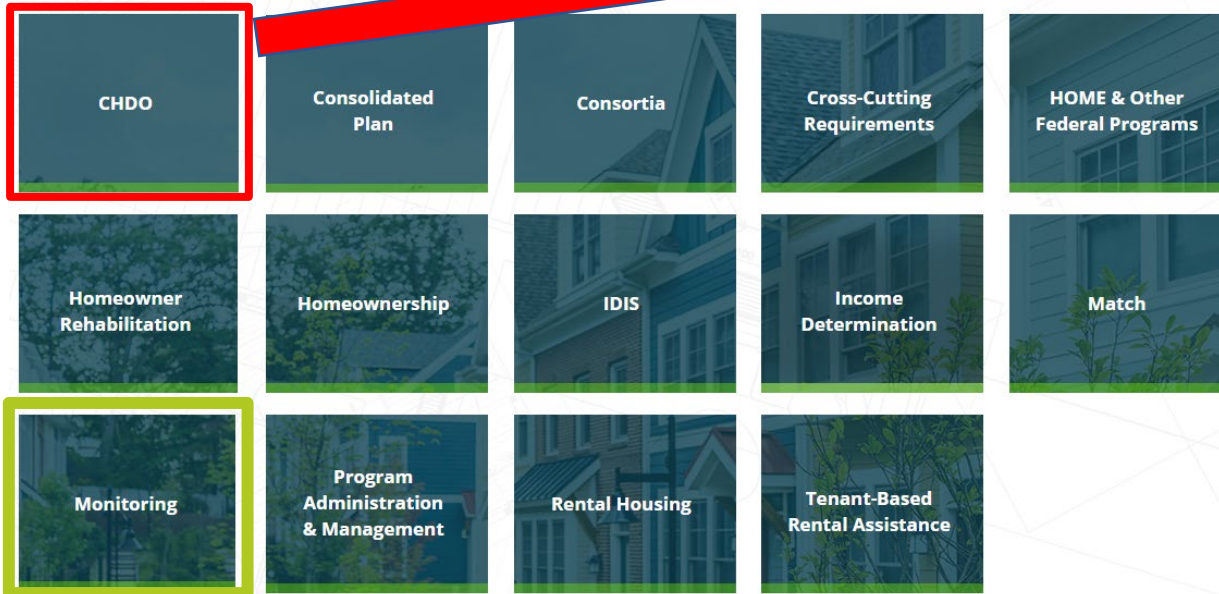 CHDO
Consolidated
Plan
Consortia
Cross-Cutting
Requirements
HOME & Other
Federal Programs
Homeowner
Rehabilitation
Homeownership
IDIS
Income
Determination
Match
Monitoring
Program
Administration
& Management
Rental Housing
Tenant-Based
Rental Assistance